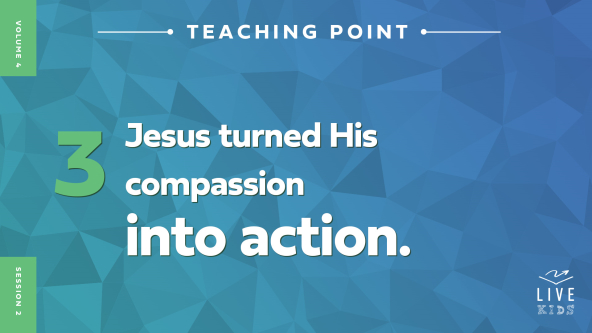 VOLUME 4
TEACHING POINT
3
Jesus turned His
compassion
into action.
SESSION 2
LIVE
KIDS